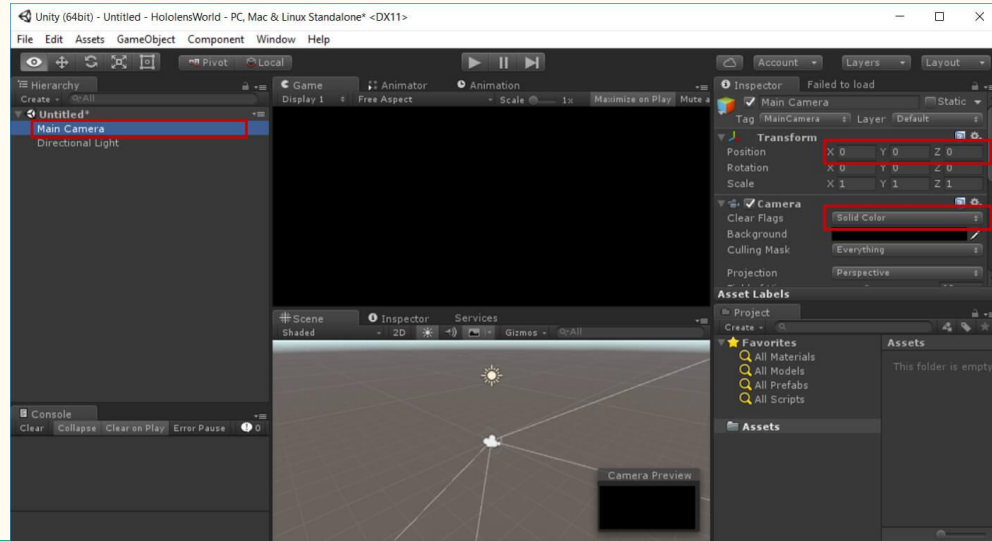 Unity (64bit) - Untitled - HololensWorld - PC, Mac & Linux Standalone* <DX11>
File Edit Assets GameObject Component Window Help
Pivot Local
Account Layers Layout
Hierarchy
Create All
Untitled*
Main Camera
Directional Light
Game Animator Animation
Display 1 Free Aspect Scale 1x Maximize on Play Mute a
Inspector Failed to load
Main Camera Static
Tag MainCamera Layer Default
Transform
Position X 0 Y 0 Z 0
Rotation X 0 Y 0 Z 0
Scale X 1 Y 1 Z 1
Camera
Clear Flags Solid Color
Background
Culling Mask Everything
Projection Perspective
Asset Labels
Scene Inspector Services
Shaded 2D Gizmos All
Camera Preview
Project
Create
Favorites
All Materials
All Models
All Prefabs
All Scripts
Assets
Assets
This folder is empty
Console
Clear Collapse Clear on Play Error Pause 0